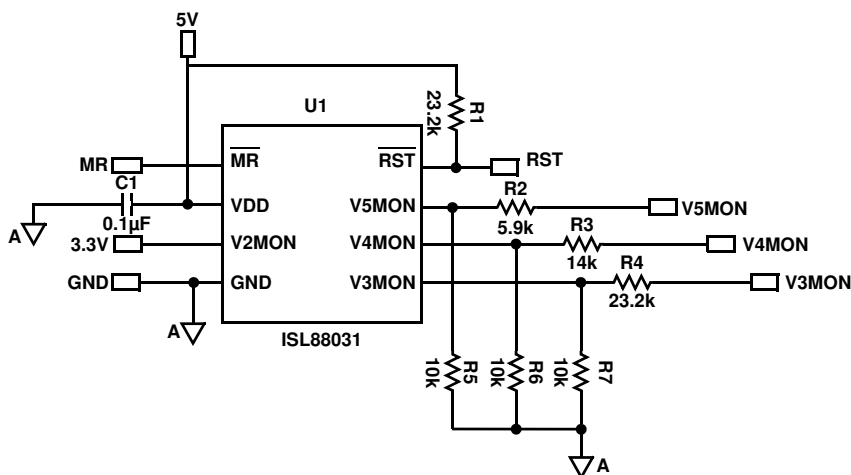 5V
U1
23.2k
R1
MR
MR
RST
RST
C1
0.1µF
VDD
V5MON
R2
5.9k
V5MON
A
3.3V
V2MON
V4MON
R3
14k
V4MON
GND
GND
V3MON
R4
23.2k
V3MON
A
ISL88031
10k
R5
10k
R6
10k
R7
A